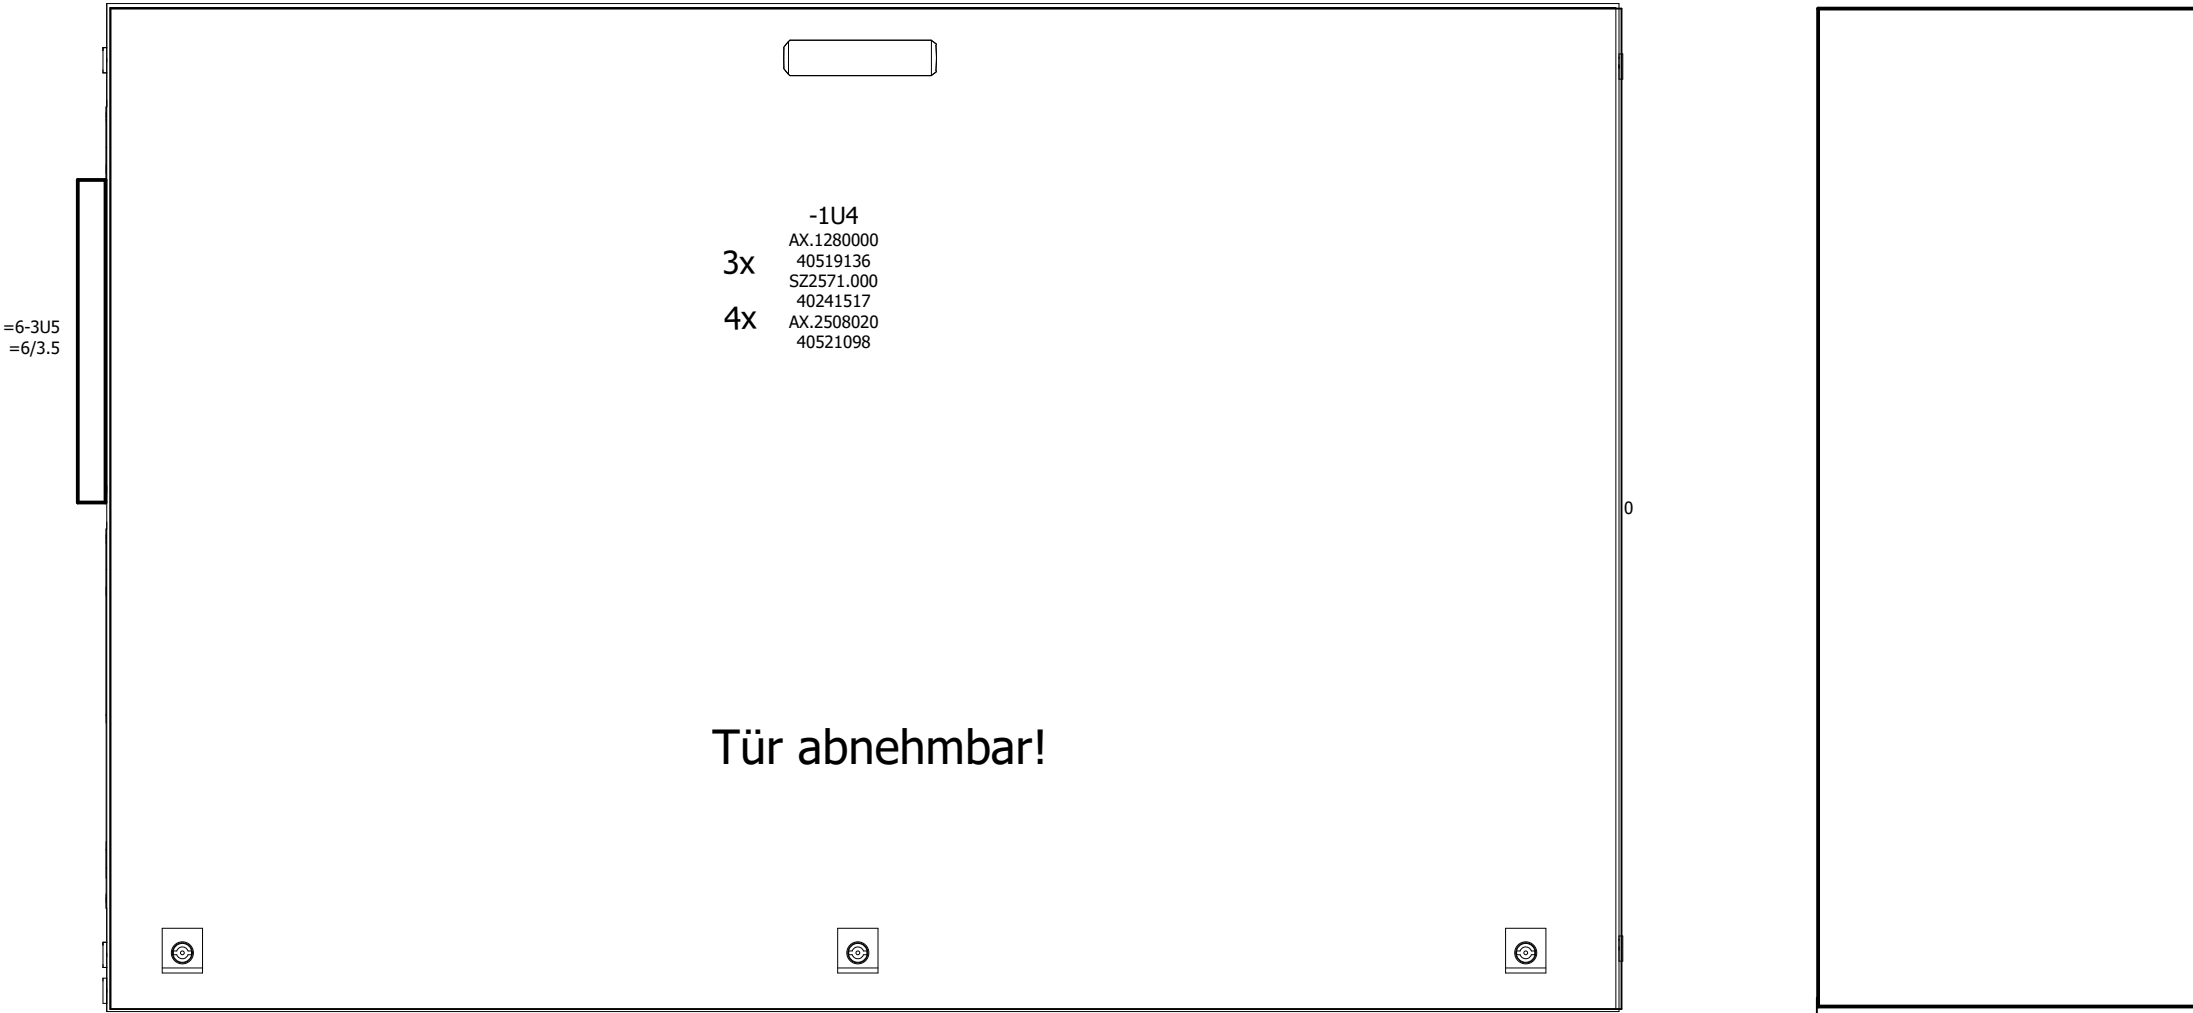 -1U4
AX.1280000
3x
40519136
SZ2571.000
40241517
4x
AX.2508020
40521098
=6-3U5
=6/3.5
0
Tür abnehmbar!